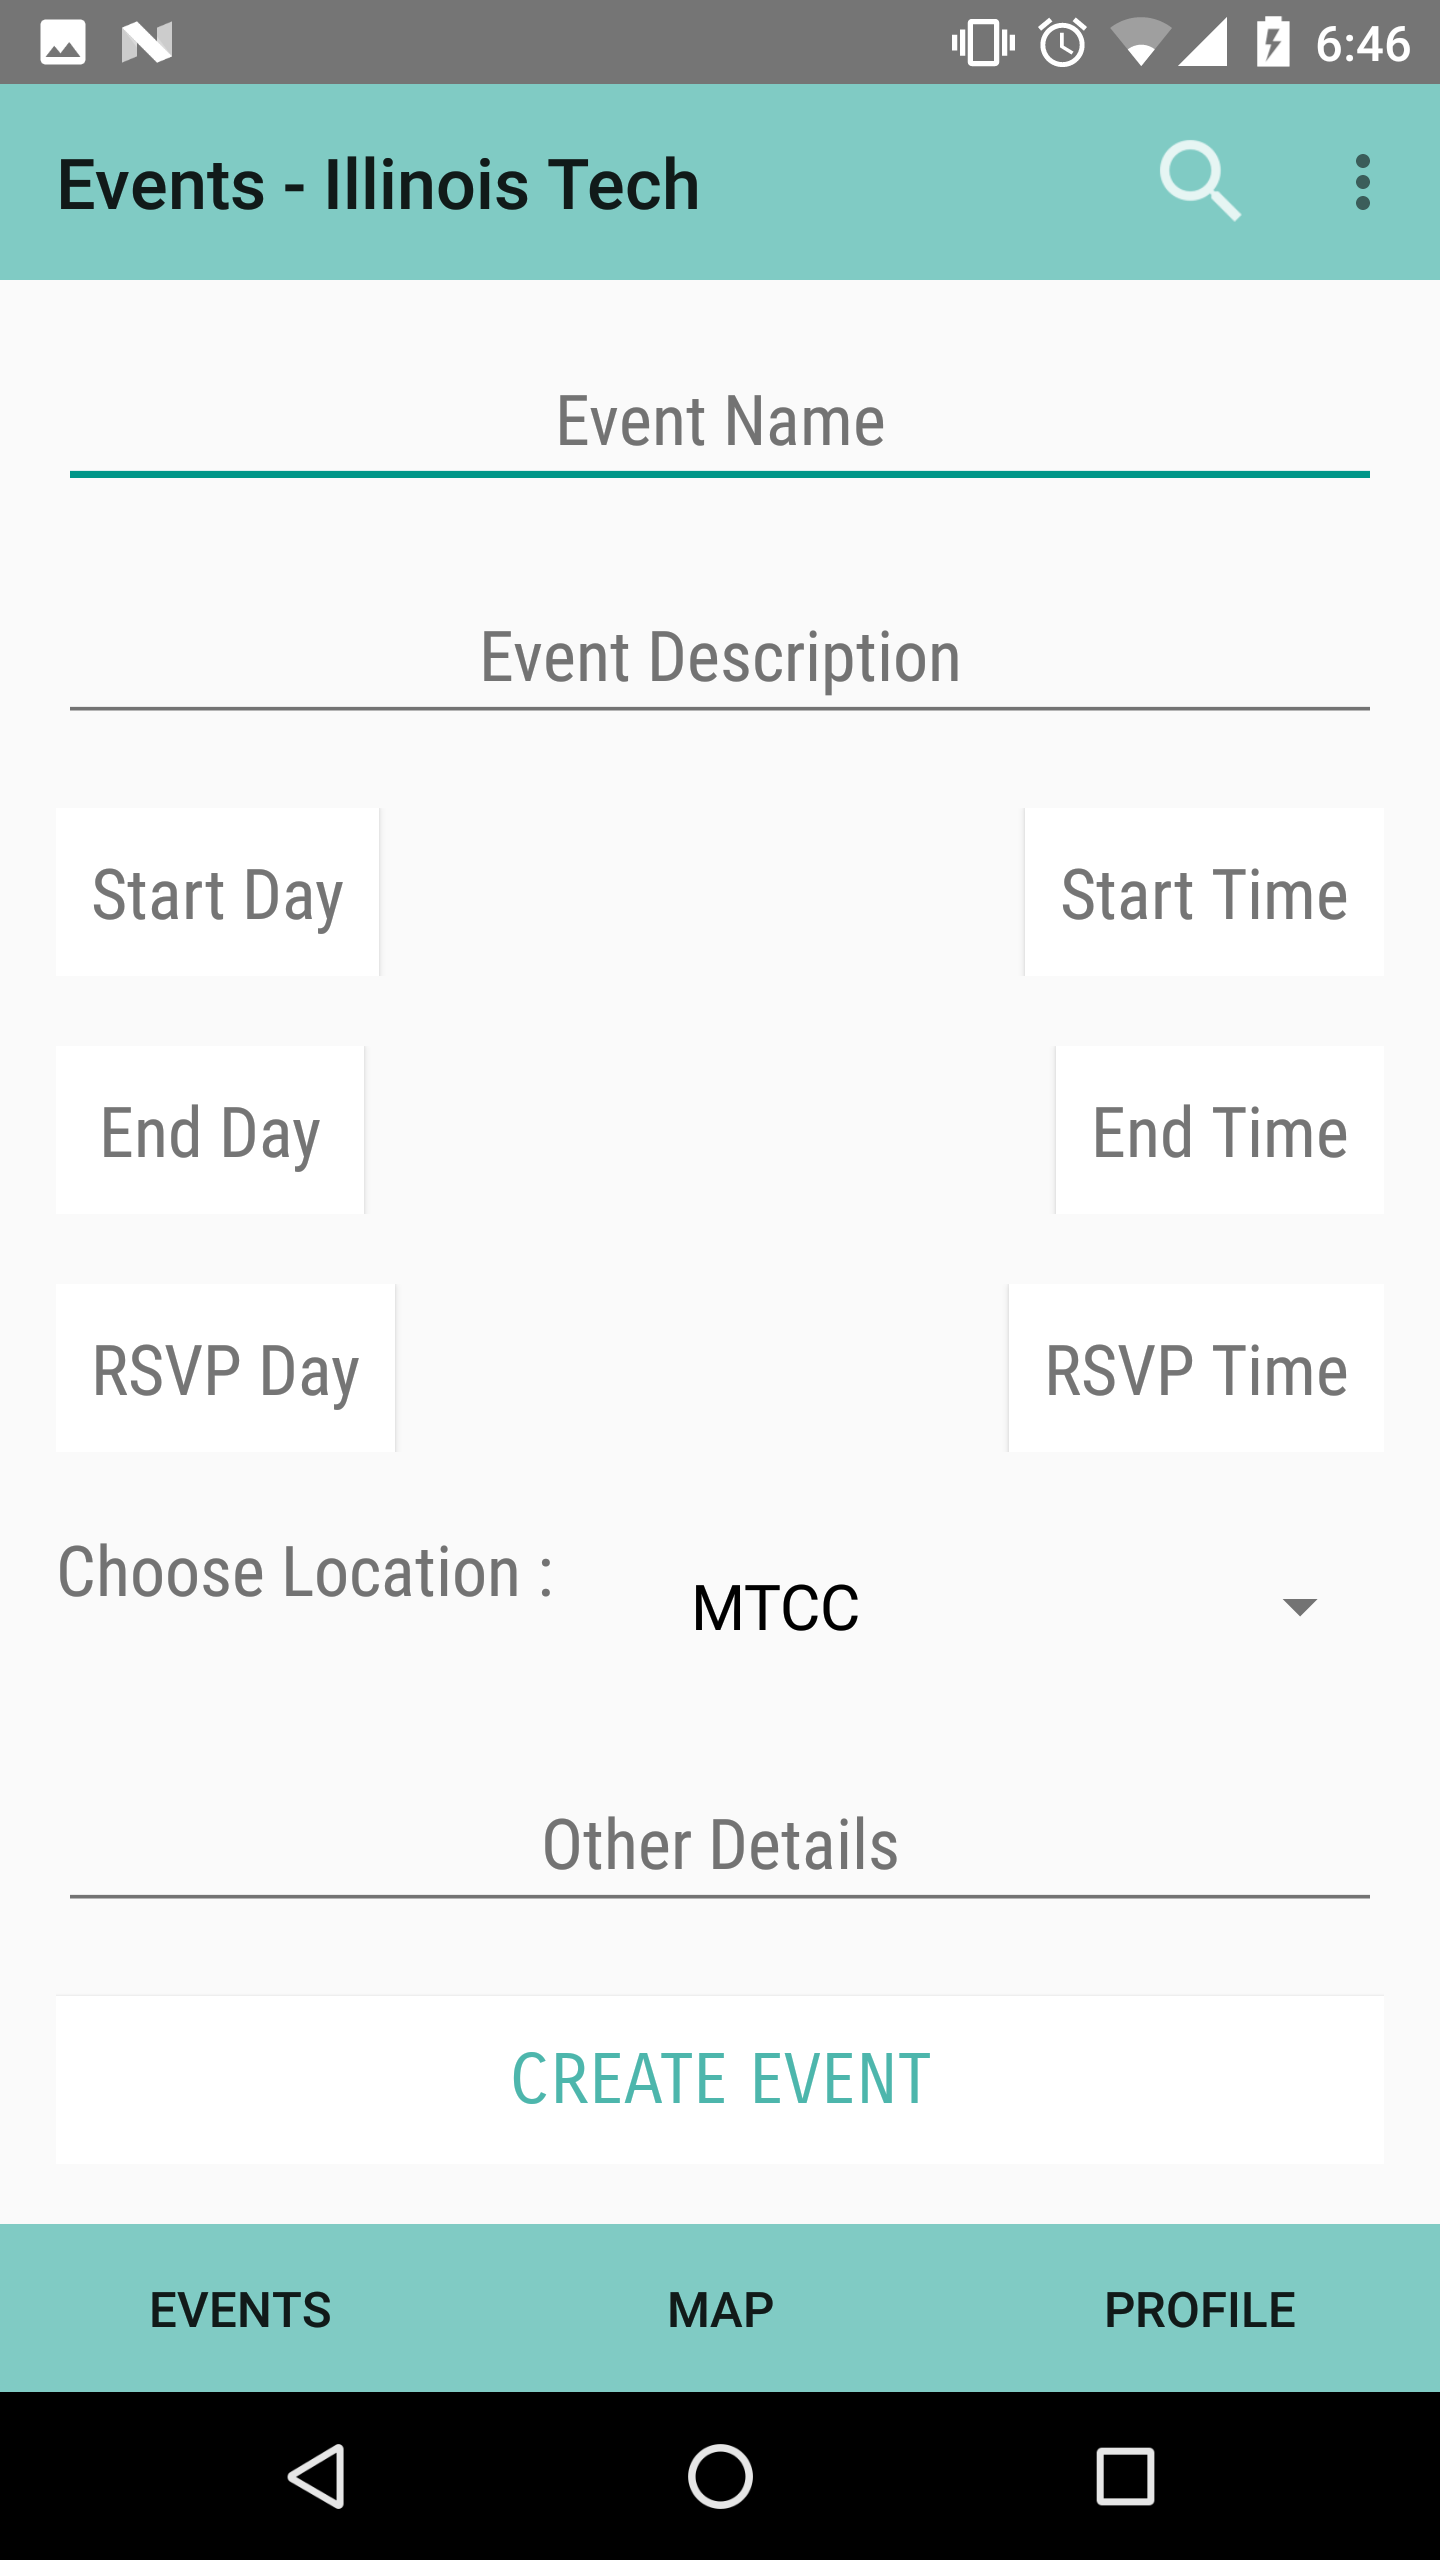 6:46
Events - Illinois Tech
Event Name
Event Description
Start Day Start Time
End Day End Time
RSVP Day RSVP Time
Choose Location :
MTCC
Other Details
CREATE EVENT
EVENTS MAP PROFILE